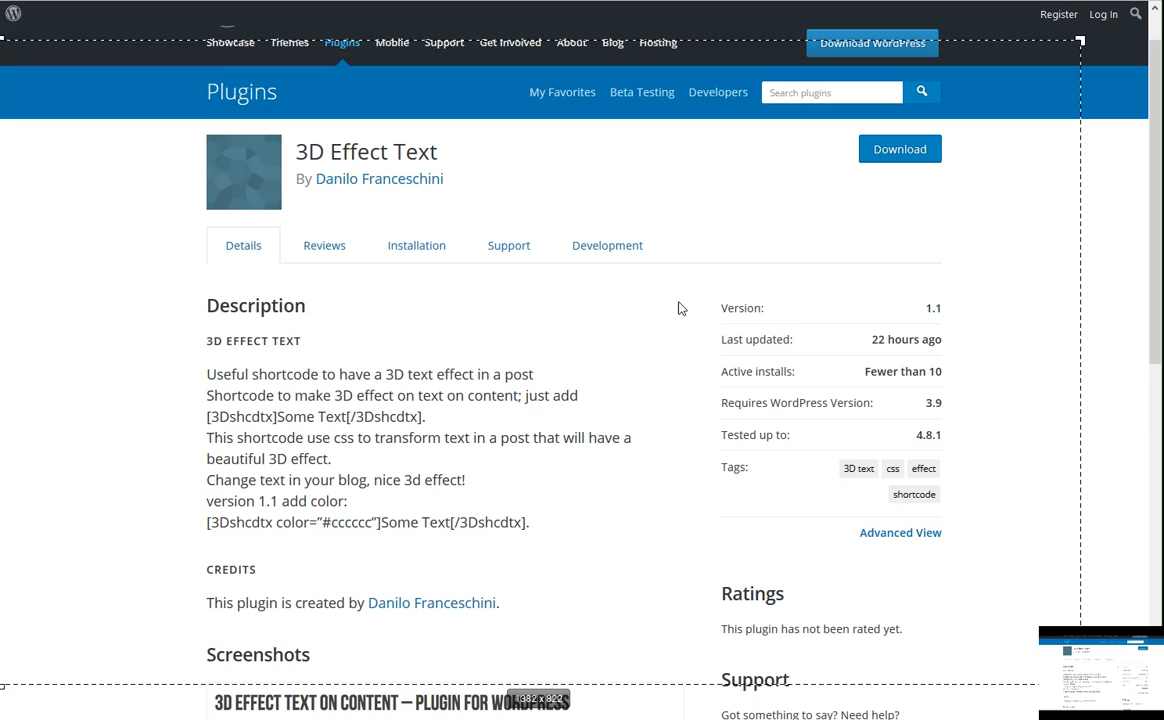 Register Log In
Showcase Themes Plugins Mobile Support Get Involved About Blog Hosting Download WordPress
Plugins My Favorites Beta Testing Developers Search plugins
3D Effect Text
Download
By Danilo Franceschini
Details Reviews Installation Support Development
Description
Version: 1.1
3D EFFECT TEXT
Last updated: 22 hours ago
Useful shortcode to have a 3D text effect in a post
Active installs: Fewer than 10
Shortcode to make 3D effect on text on content; just add
Requires WordPress Version: 3.9
[3Dshcdtx]Some Text[/3Dshcdtx].
This shortcode use css to transform text in a post that will have a
Tested up to: 4.8.1
beautiful 3D effect.
Tags: 3D text css effect
Change text in your blog, nice 3d effect!
shortcode
version 1.1 add color:
[3Dshcdtx color=”#cccccc”]Some Text[/3Dshcdtx].
Advanced View
CREDITS
Ratings
This plugin is created by Danilo Franceschini.
This plugin has not been rated yet.
Screenshots
Support
3D EFFECT TEXT ON CONTENT – PLUGIN FOR WORDPRESS
1382 x 822
Got something to say? Need help?